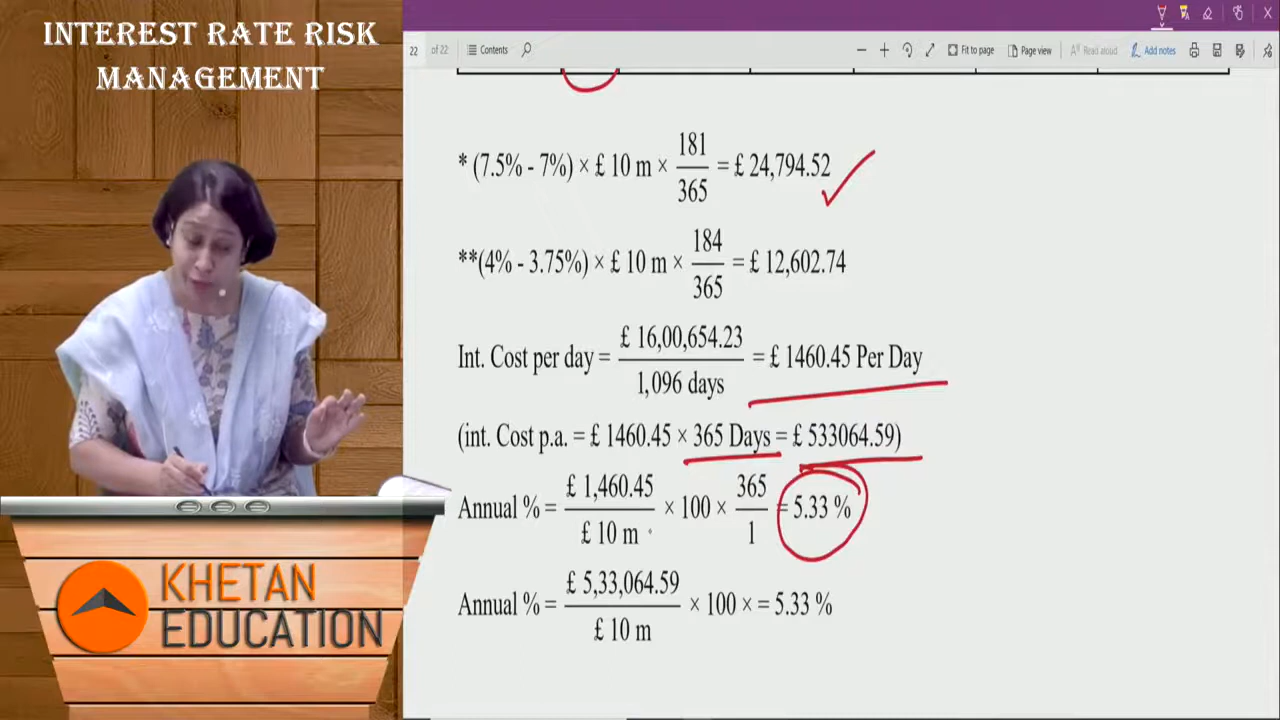 INTEREST RATE RISK
MANAGEMENT
22 of 22 Contents Fit to page Page view Read aloud Add notes
* (7.5% - 7%) × £ 10 m × 181/365 = £ 24,794.52
**(4% - 3.75%) × £ 10 m × 184/365 = £ 12,602.74
Int. Cost per day = £ 16,00,654.23/1,096 days = £ 1460.45 Per Day
(int. Cost p.a. = £ 1460.45 × 365 Days = £ 533064.59)
Annual % = £ 1,460.45/£ 10 m × 100 × 365/1 = 5.33 %
Annual % = £ 5,33,064.59/£ 10 m × 100 × = 5.33 %
KHETAN
EDUCATION